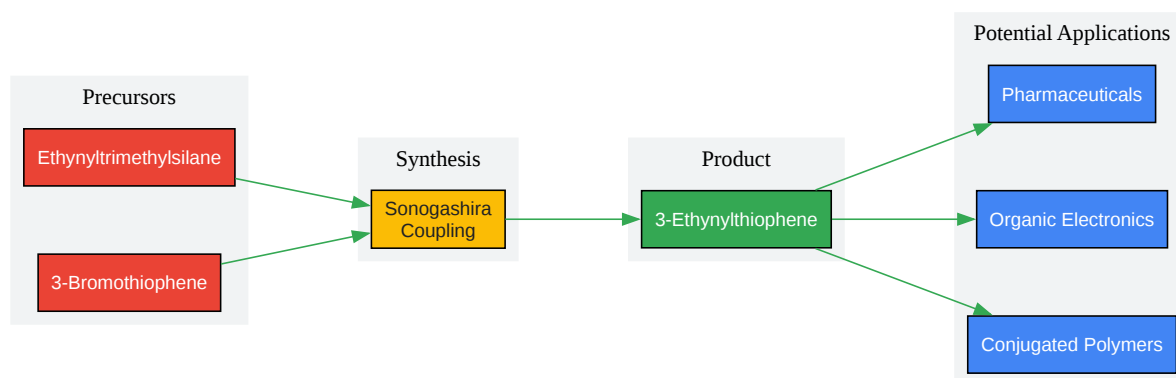 Precursors
Ethynyltrimethylsilane
3-Bromothiophene
Synthesis
Sonogashira
Coupling
Product
3-Ethynylthiophene
Potential Applications
Pharmaceuticals
Organic Electronics
Conjugated Polymers